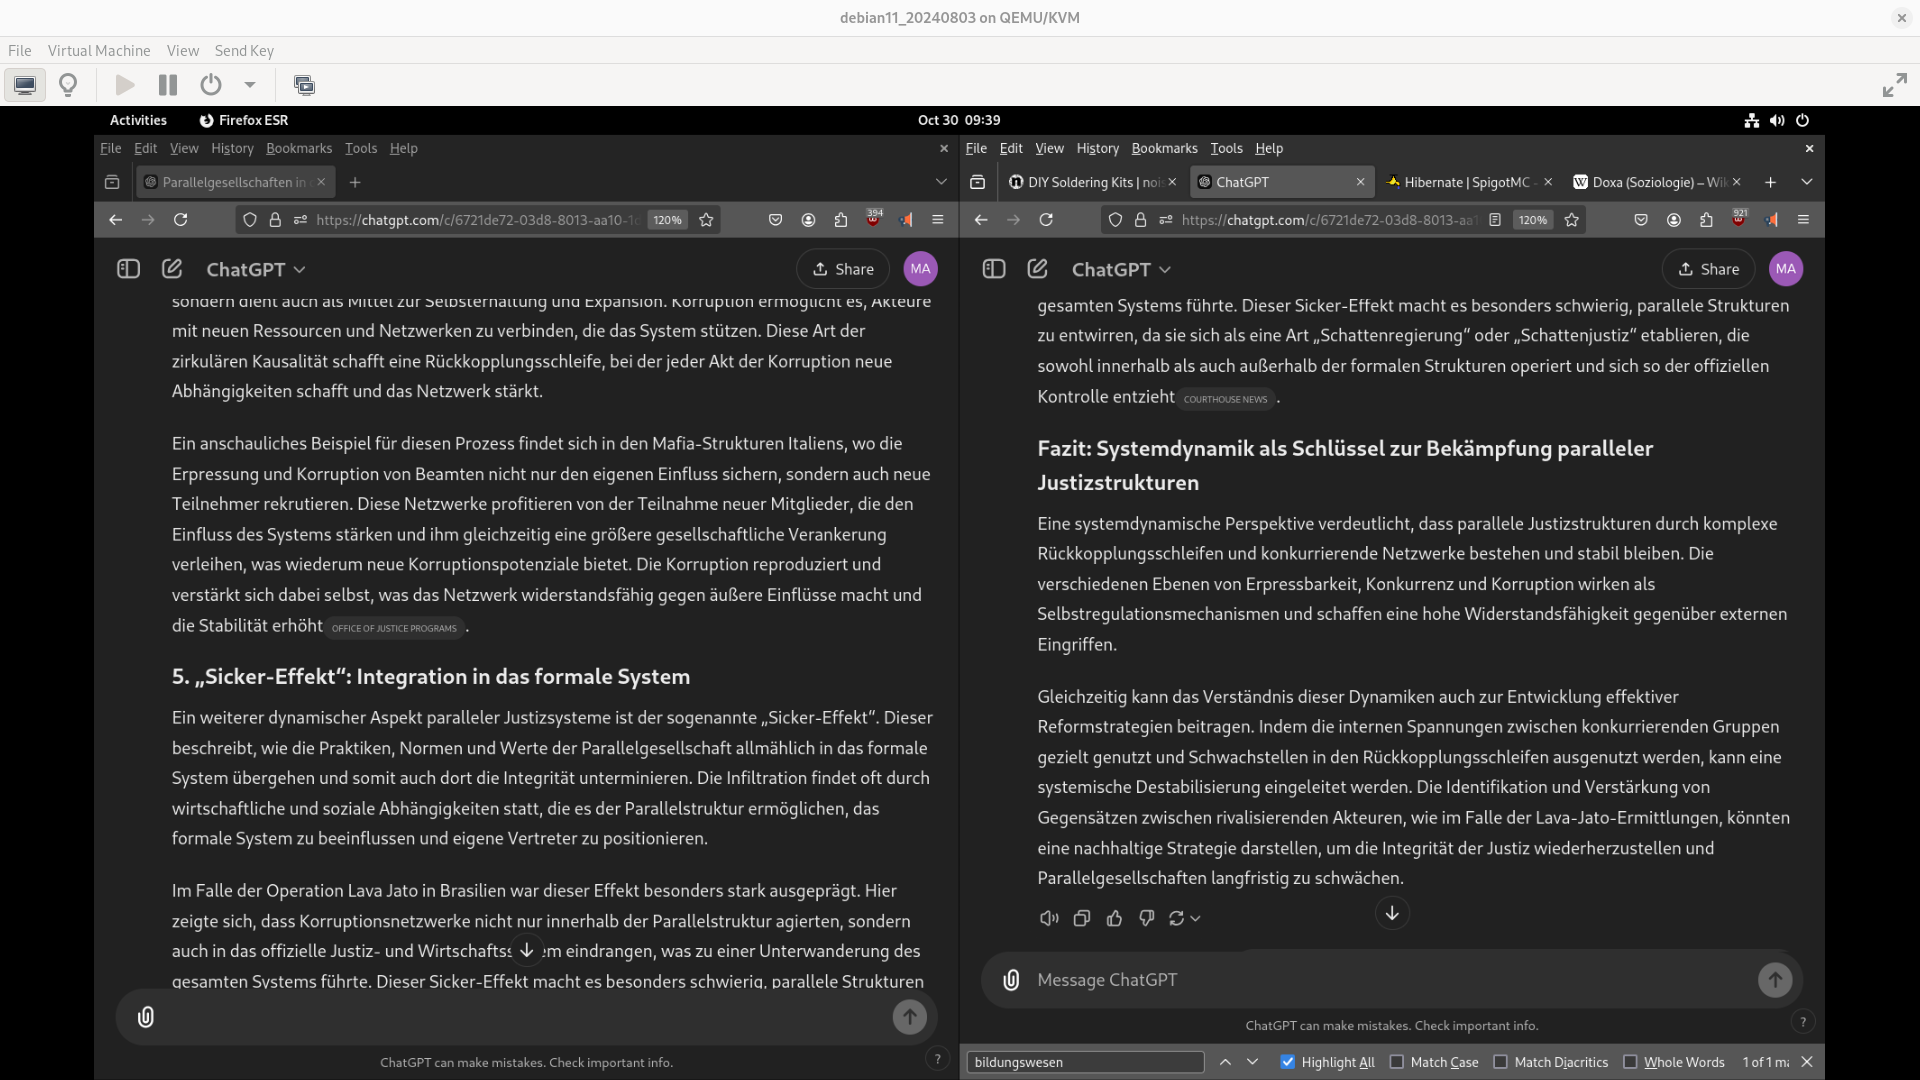 debian11_20240803 on QEMU/KVM
File Virtual Machine View Send Key
Activities Firefox ESR Oct 30 09:39
File Edit View History Bookmarks Tools Help
Parallelgesellschaften in
https://chatgpt.com/c/6721de72-03d8-8013-aa10-1 120% 394
ChatGPT Share MA
sondern dient auch als Mittel zur Selbsterhaltung und Expansion. Korruption ermöglicht es, Akteure
mit neuen Ressourcen und Netzwerken zu verbinden, die das System stützen. Diese Art der
zirkulären Kausalität schafft eine Rückkopplungsschleife, bei der jeder Akt der Korruption neue
Abhängigkeiten schafft und das Netzwerk stärkt.
Ein anschauliches Beispiel für diesen Prozess findet sich in den Mafia-Strukturen Italiens, wo die
Erpressung und Korruption von Beamten nicht nur den eigenen Einfluss sichern, sondern auch neue
Teilnehmer rekrutieren. Diese Netzwerke profitieren von der Teilnahme neuer Mitglieder, die den
Einfluss des Systems stärken und ihm gleichzeitig eine größere gesellschaftliche Verankerung
verleihen, was wiederum neue Korruptionspotenziale bietet. Die Korruption reproduziert und
verstärkt sich dabei selbst, was das Netzwerk widerstandsfähig gegen äußere Einflüsse macht und
die Stabilität erhöht OFFICE OF JUSTICE PROGRAMS .
5. „Sicker-Effekt“: Integration in das formale System
Ein weiterer dynamischer Aspekt paralleler Justizsysteme ist der sogenannte „Sicker-Effekt“. Dieser
beschreibt, wie die Praktiken, Normen und Werte der Parallelgesellschaft allmählich in das formale
System übergehen und somit auch dort die Integrität unterminieren. Die Infiltration findet oft durch
wirtschaftliche und soziale Abhängigkeiten statt, die es der Parallelstruktur ermöglichen, das
formale System zu beeinflussen und eigene Vertreter zu positionieren.
Im Falle der Operation Lava Jato in Brasilien war dieser Effekt besonders stark ausgeprägt. Hier
zeigte sich, dass Korruptionsnetzwerke nicht nur innerhalb der Parallelstruktur agierten, sondern
auch in das offizielle Justiz- und Wirtschaftss em eindrangen, was zu einer Unterwanderung des
gesamten Systems führte. Dieser Sicker-Effekt macht es besonders schwierig, parallele Strukturen
ChatGPT can make mistakes. Check important info. ?
File Edit View History Bookmarks Tools Help
DIY Soldering Kits | noi ChatGPT Hibernate | SpigotMC - Doxa (Soziologie) – Wik
https://chatgpt.com/c/6721de72-03d8-8013-aa1 120% 921
ChatGPT Share MA
gesamten Systems führte. Dieser Sicker-Effekt macht es besonders schwierig, parallele Strukturen
zu entwirren, da sie sich als eine Art „Schattenregierung“ oder „Schattenjustiz“ etablieren, die
sowohl innerhalb als auch außerhalb der formalen Strukturen operiert und sich so der offiziellen
Kontrolle entzieht COURTHOUSE NEWS .
Fazit: Systemdynamik als Schlüssel zur Bekämpfung paralleler
Justizstrukturen
Eine systemdynamische Perspektive verdeutlicht, dass parallele Justizstrukturen durch komplexe
Rückkopplungsschleifen und konkurrierende Netzwerke bestehen und stabil bleiben. Die
verschiedenen Ebenen von Erpressbarkeit, Konkurrenz und Korruption wirken als
Selbstregulationsmechanismen und schaffen eine hohe Widerstandsfähigkeit gegenüber externen
Eingriffen.
Gleichzeitig kann das Verständnis dieser Dynamiken auch zur Entwicklung effektiver
Reformstrategien beitragen. Indem die internen Spannungen zwischen konkurrierenden Gruppen
gezielt genutzt und Schwachstellen in den Rückkopplungsschleifen ausgenutzt werden, kann eine
systemische Destabilisierung eingeleitet werden. Die Identifikation und Verstärkung von
Gegensätzen zwischen rivalisierenden Akteuren, wie im Falle der Lava-Jato-Ermittlungen, könnten
eine nachhaltige Strategie darstellen, um die Integrität der Justiz wiederherzustellen und
Parallelgesellschaften langfristig zu schwächen.
Message ChatGPT
ChatGPT can make mistakes. Check important info. ?
bildungswesen Highlight All Match Case Match Diacritics Whole Words 1 of 1 ma